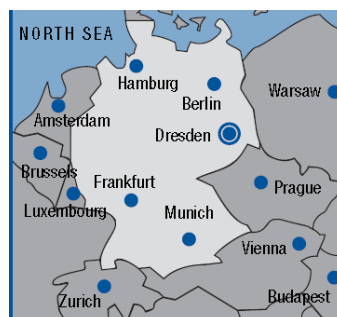 NORTH SEA
Hamburg
Berlin
Warsaw
Amsterdam
Dresden
Brussels
Frankfurt
Prague
Luxembourg
Munich
Vienna
Zurich
Budapest